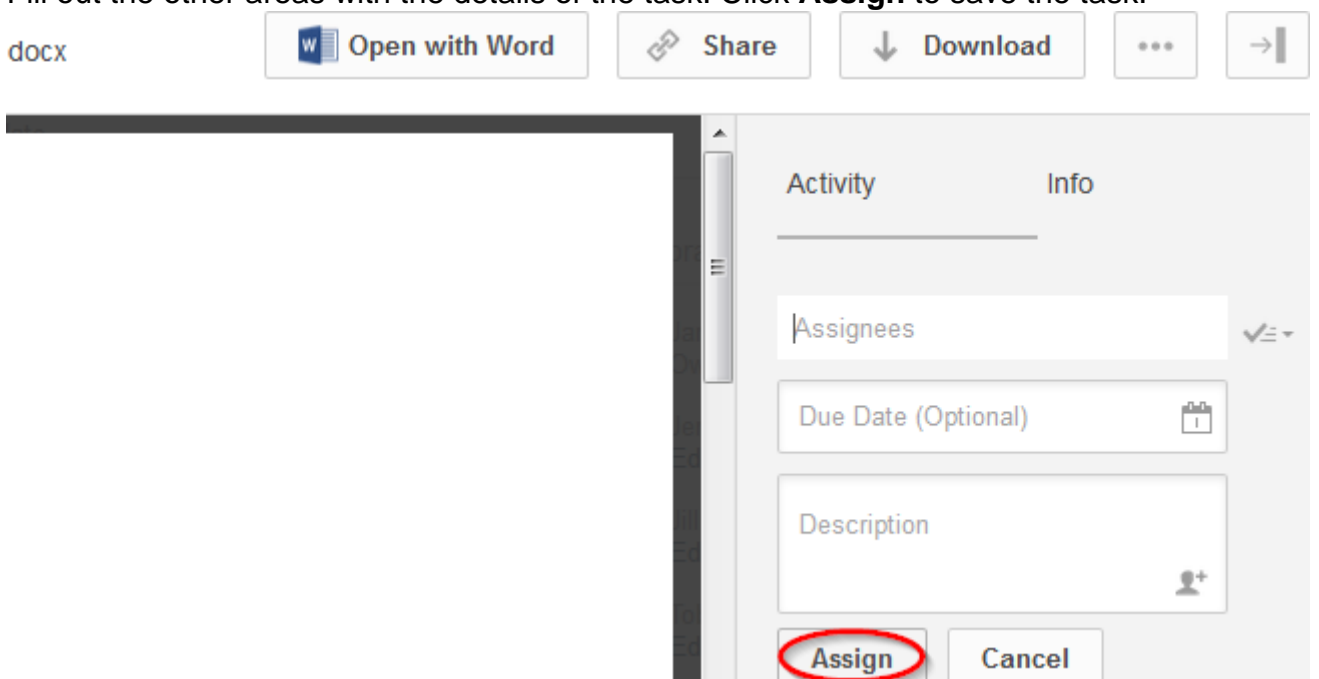 Fill out the other areas with the details of the task. Click Assign to save the task.
docx Open with Word Share Download
Activity Info
Assignees
Due Date (Optional)
Description
Assign Cancel